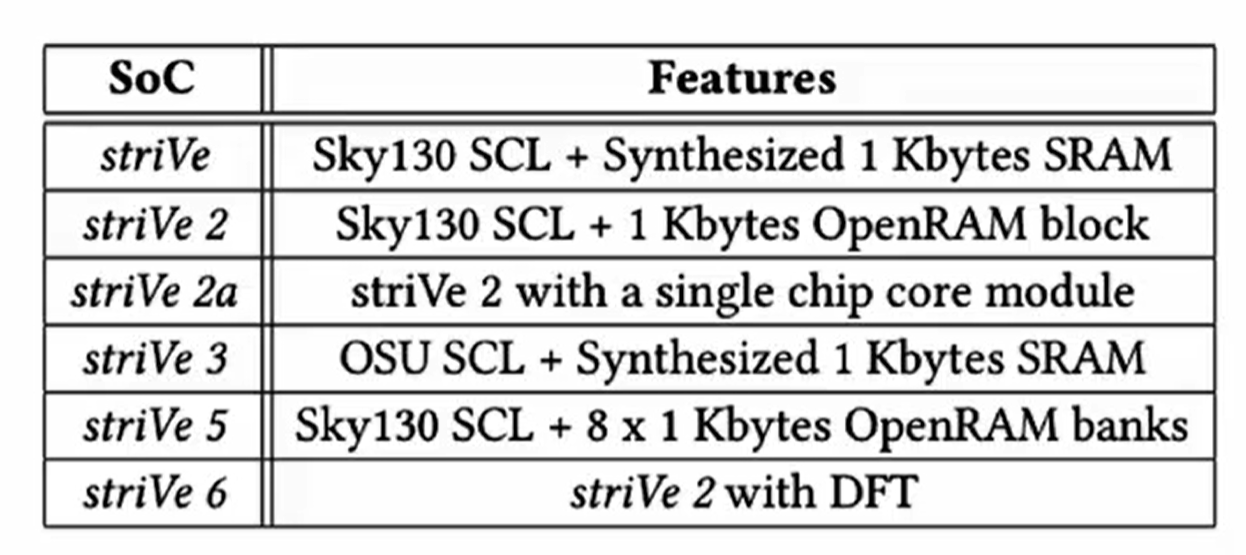 SoC Features
striVe Sky130 SCL + Synthesized 1 Kbytes SRAM
striVe 2 Sky130 SCL + 1 Kbytes OpenRAM block
striVe 2a striVe 2 with a single chip core module
striVe 3 OSU SCL + Synthesized 1 Kbytes SRAM
striVe 5 Sky130 SCL + 8 x 1 Kbytes OpenRAM banks
striVe 6 striVe 2 with DFT